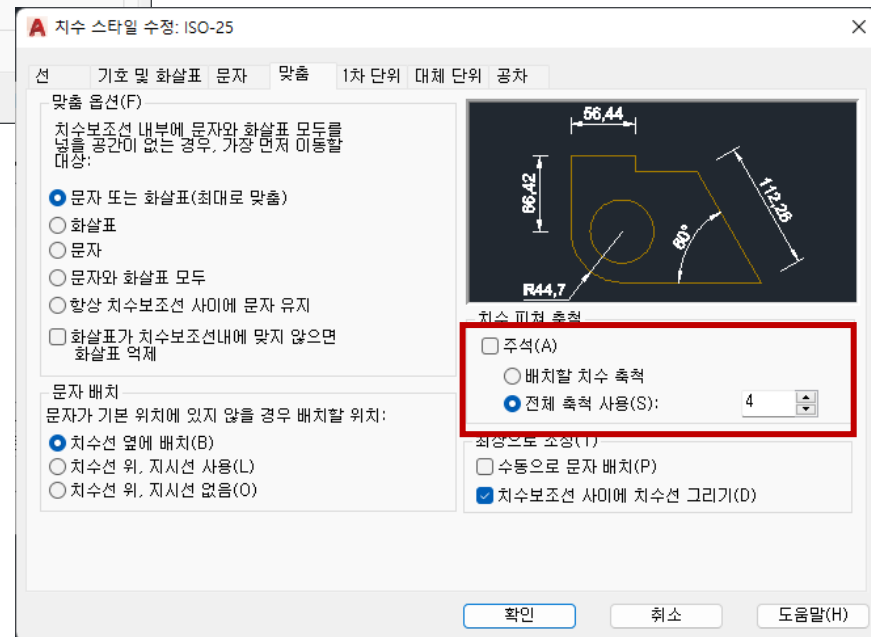 치수 스타일 수정: ISO-25
선 기호 및 화살표 문자 맞춤 1차 단위 대체 단위 공차
맞춤 옵션(F)
치수보조선 내부에 문자와 화살표 모두를
넣을 공간이 없는 경우, 가장 먼저 이동할
대상:
문자 또는 화살표(최대로 맞춤)
화살표
문자
문자와 화살표 모두
항상 치수보조선 사이에 문자 유지
화살표가 치수보조선내에 맞지 않으면
화살표 억제
문자 배치
문자가 기본 위치에 있지 않을 경우 배치할 위치:
치수선 옆에 배치(B)
치수선 위, 지시선 사용(L)
치수선 위, 지시선 없음(O)
56,44
66,42
112,26
60°
R44,7
치수 피쳐 축척
주석(A)
배치할 치수 축척
전체 축척 사용(S): 4
최상으로 조정(T)
수동으로 문자 배치(P)
치수보조선 사이에 치수선 그리기(D)
확인 취소 도움말(H)